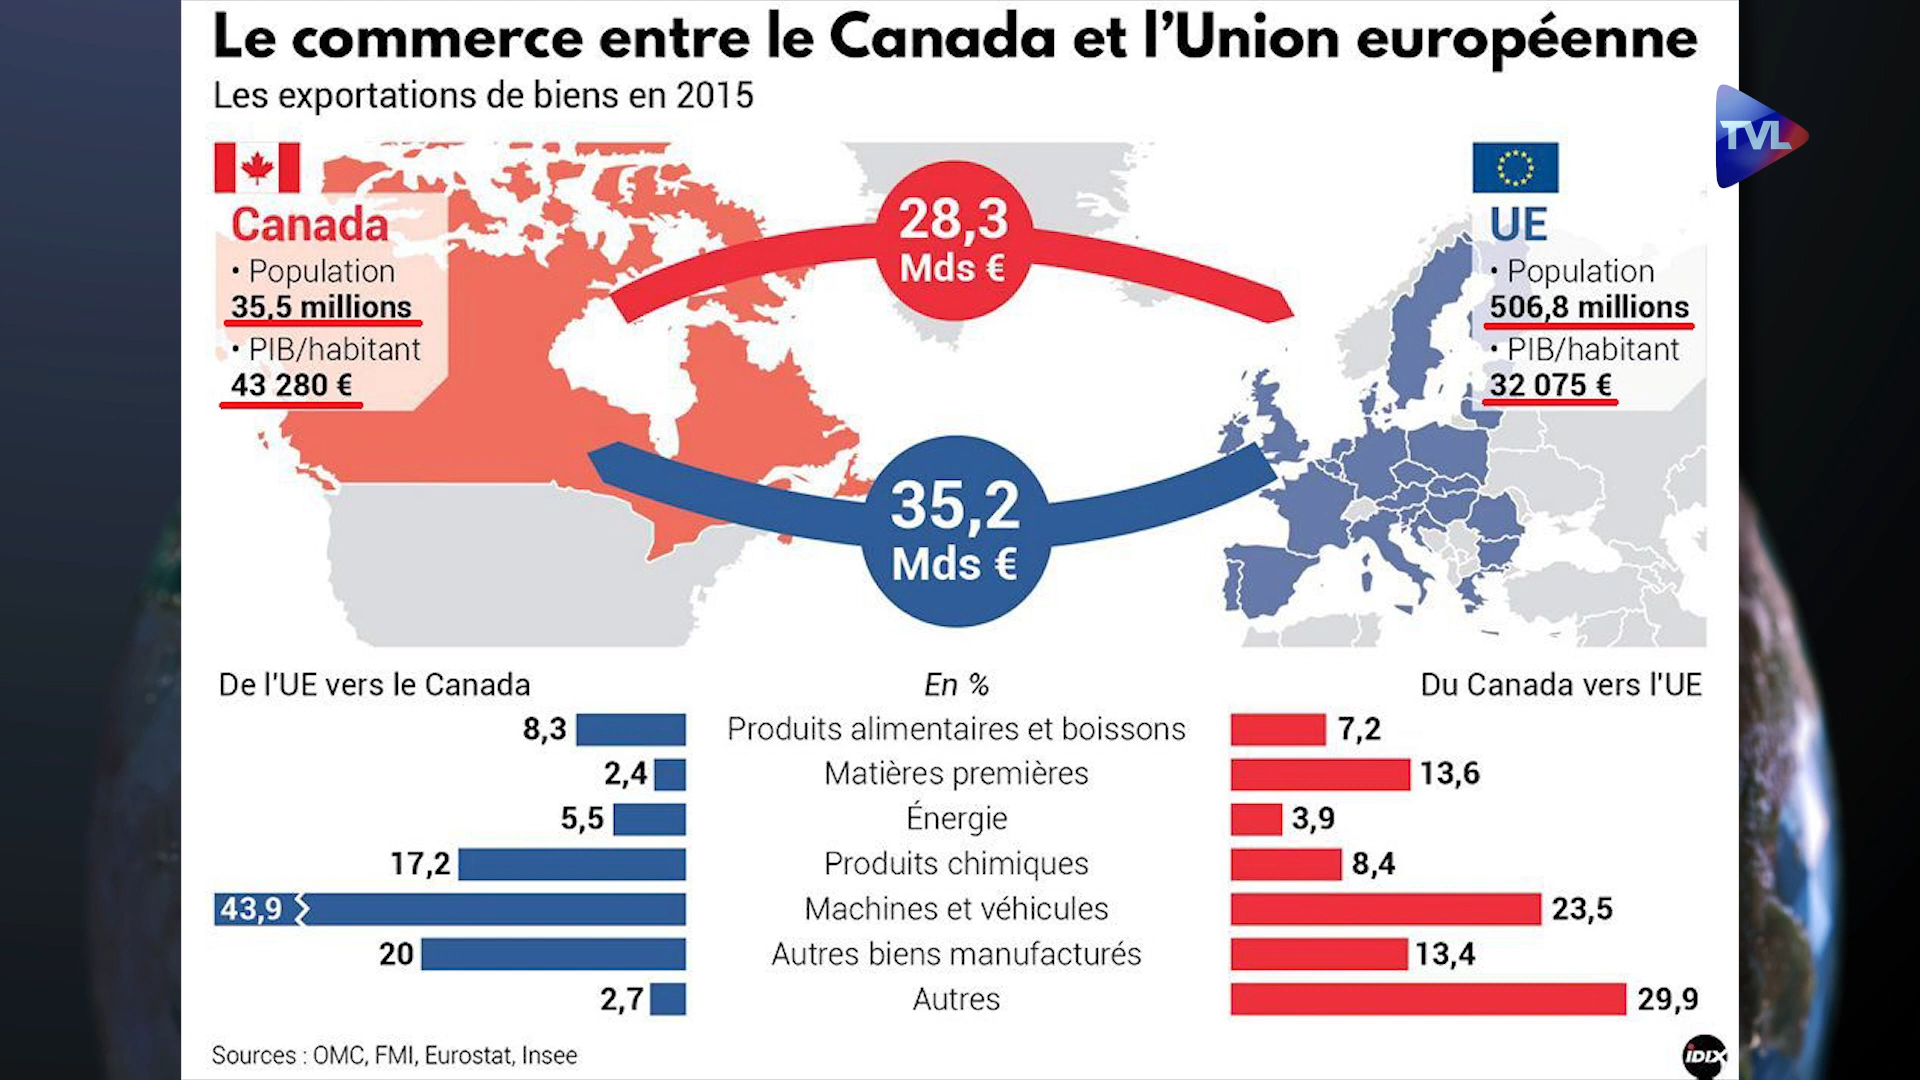 Le commerce entre le Canada et l'Union européenne
Les exportations de biens en 2015
TVL
Canada
• Population
35,5 millions
• PIB/habitant
43 280 €
28,3
Mds €
UE
• Population
506,8 millions
• PIB/habitant
32 075 €
35,2
Mds €
De l'UE vers le Canada
En %
Du Canada vers l'UE
8,3 Produits alimentaires et boissons 7,2
2,4 Matières premières 13,6
5,5 Énergie 3,9
17,2 Produits chimiques 8,4
43,9 Machines et véhicules 23,5
20 Autres biens manufacturés 13,4
2,7 Autres 29,9
Sources : OMC, FMI, Eurostat, Insee
iDIX